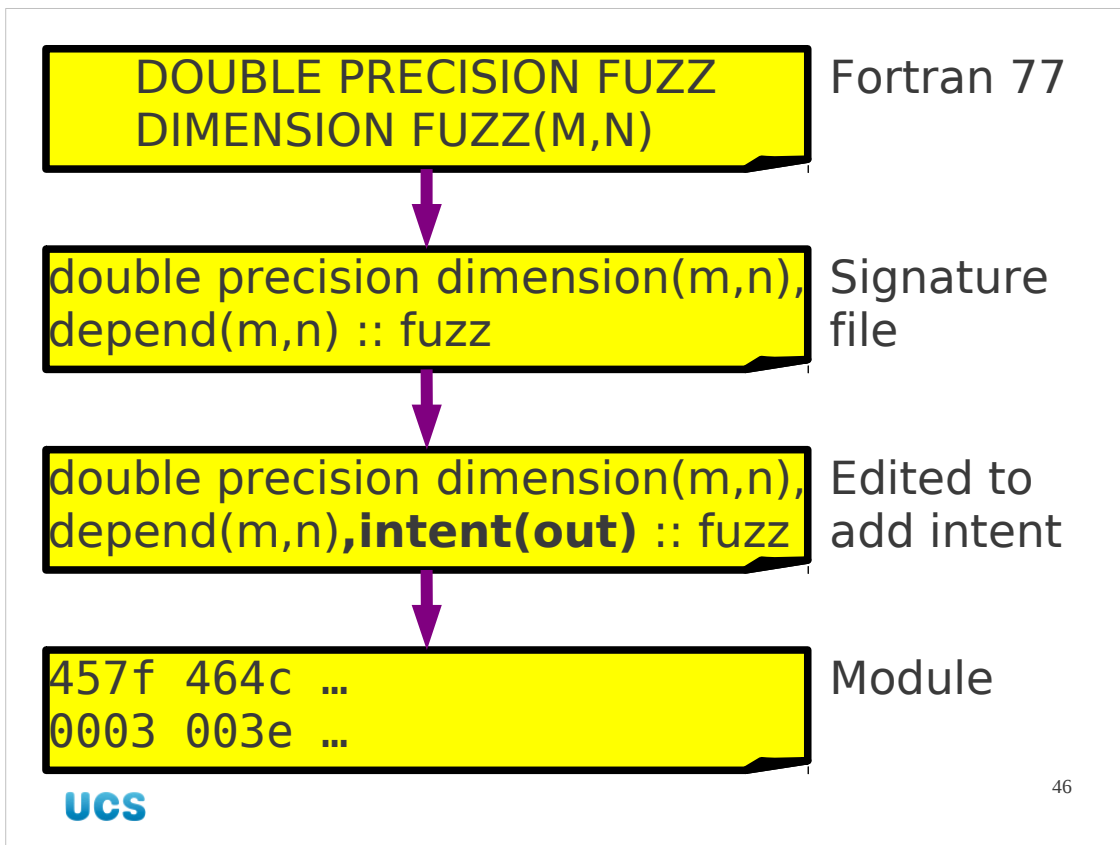 DOUBLE PRECISION FUZZ
DIMENSION FUZZ(M,N)
Fortran 77
double precision dimension(m,n),
depend(m,n) :: fuzz
Signature
file
double precision dimension(m,n),
depend(m,n),intent(out) :: fuzz
Edited to
add intent
457f 464c …
0003 003e …
Module
UCS
46